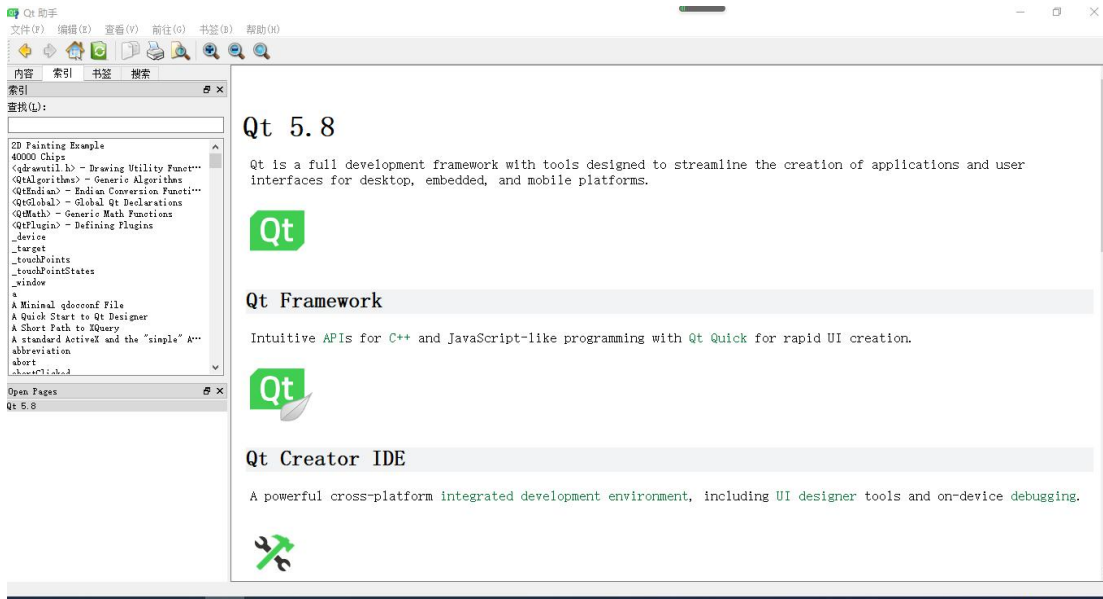 Qt 助手
文件(F) 编辑(E) 查看(V) 前往(G) 书签(B) 帮助(H)
内容 索引 书签 搜索
索引
查找(L):
2D Painting Example
40000 Chips
<qdrawutil.h> - Drawing Utility Funct…
<QtAlgorithms> - Generic Algorithms
<QtEndian> - Endian Conversion Functi…
<QtGlobal> - Global Qt Declarations
<QtMath> - Generic Math Functions
<QtPlugin> - Defining Plugins
_device
_target
_touchPoints
_touchPointStates
_window
a
A Minimal qdocconf File
A Quick Start to Qt Designer
A Short Path to XQuery
A standard ActiveX and the "simple" A…
abbreviation
abort
abortClicked
Open Pages
Qt 5.8
Qt 5.8
Qt is a full development framework with tools designed to streamline the creation of applications and user
interfaces for desktop, embedded, and mobile platforms.
Qt
Qt Framework
Intuitive APIs for C++ and JavaScript-like programming with Qt Quick for rapid UI creation.
Qt
Qt Creator IDE
A powerful cross-platform integrated development environment, including UI designer tools and on-device debugging.